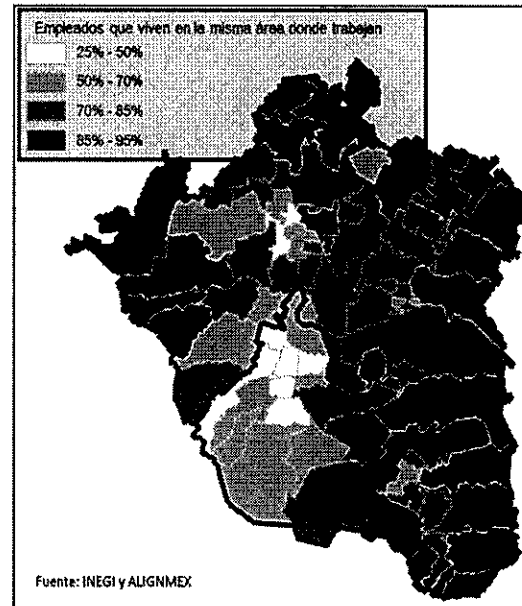 Empleados que viven en la misma área donde trabajan
25% - 50%
50% - 70%
70% - 85%
85% - 95%
Fuente: INEGI y ALIGNMEX